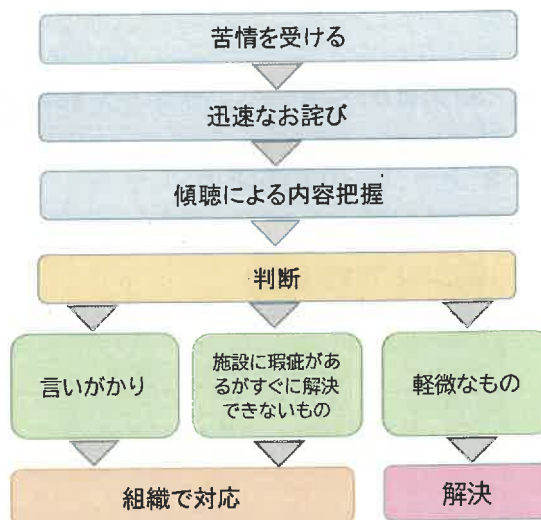 苦情を受ける
迅速なお詫び
傾聴による内容把握
判断
言いがかり
施設に瑕疵があ
るがすぐに解決
できないもの
軽微なもの
組織で対応
解決